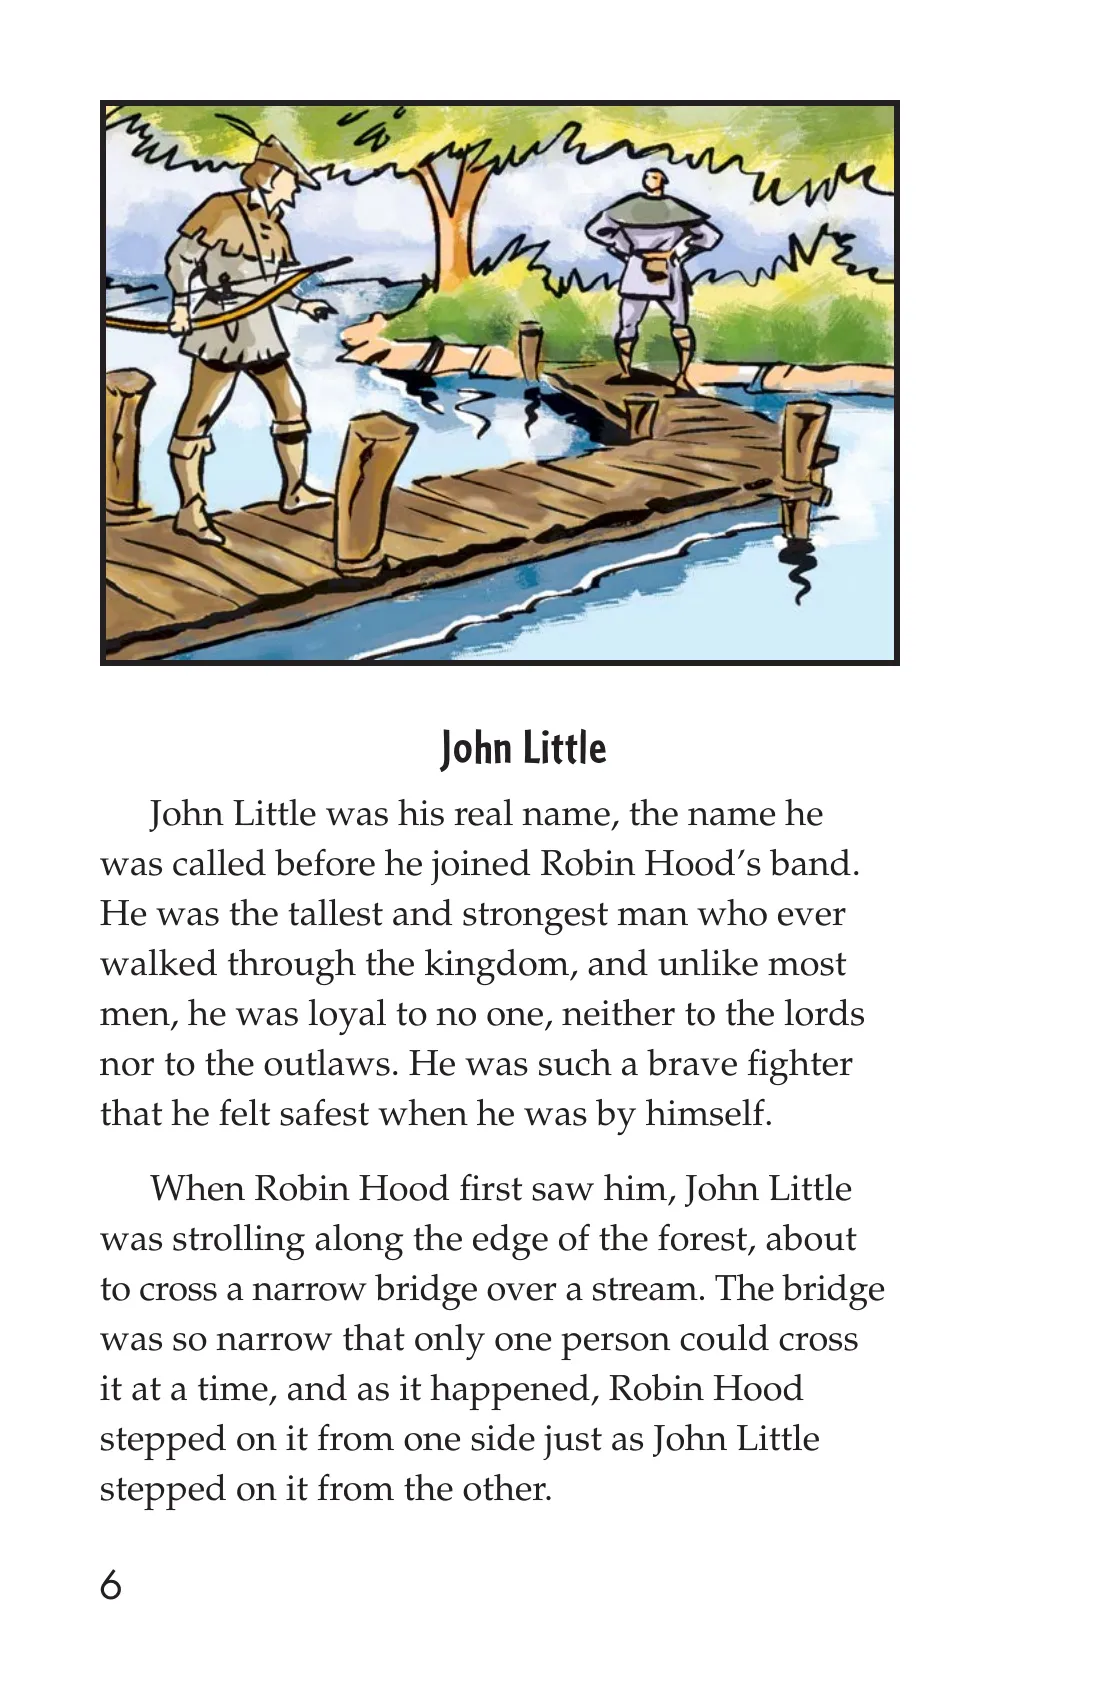 John Little
John Little was his real name, the name he
was called before he joined Robin Hood’s band.
He was the tallest and strongest man who ever
walked through the kingdom, and unlike most
men, he was loyal to no one, neither to the lords
nor to the outlaws. He was such a brave fighter
that he felt safest when he was by himself.
When Robin Hood first saw him, John Little
was strolling along the edge of the forest, about
to cross a narrow bridge over a stream. The bridge
was so narrow that only one person could cross
it at a time, and as it happened, Robin Hood
stepped on it from one side just as John Little
stepped on it from the other.
6